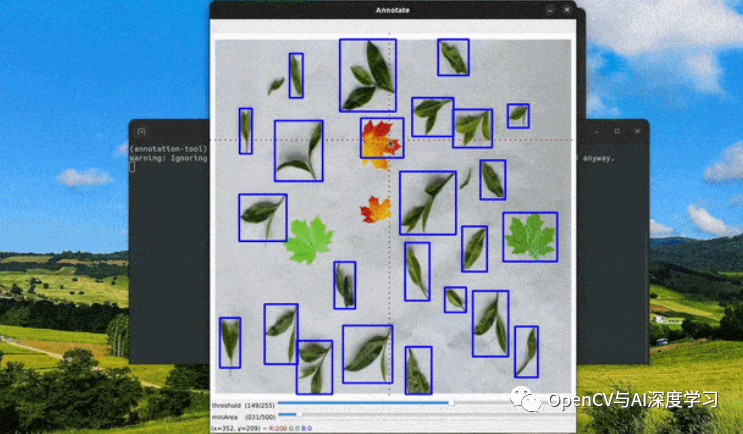 Annotate
(annotation-tool)
Warning: Ignoring
anyway.
threshold (149/255)
minArea (031/500)
(x=352, y=209) ~ R:200 G:0 B:0
OpenCV与AI深度学习